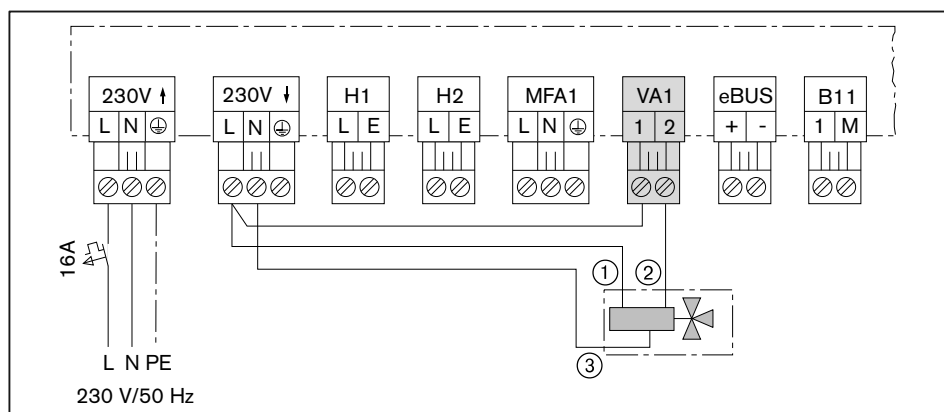 230V ↑ 230V ↓ H1 H2 MFA1 VA1 eBUS B11
L N ⏚ L N ⏚ L E L E L N ⏚ 1 2 + - 1 M
16A
1 2
3
L N PE
230 V/50 Hz